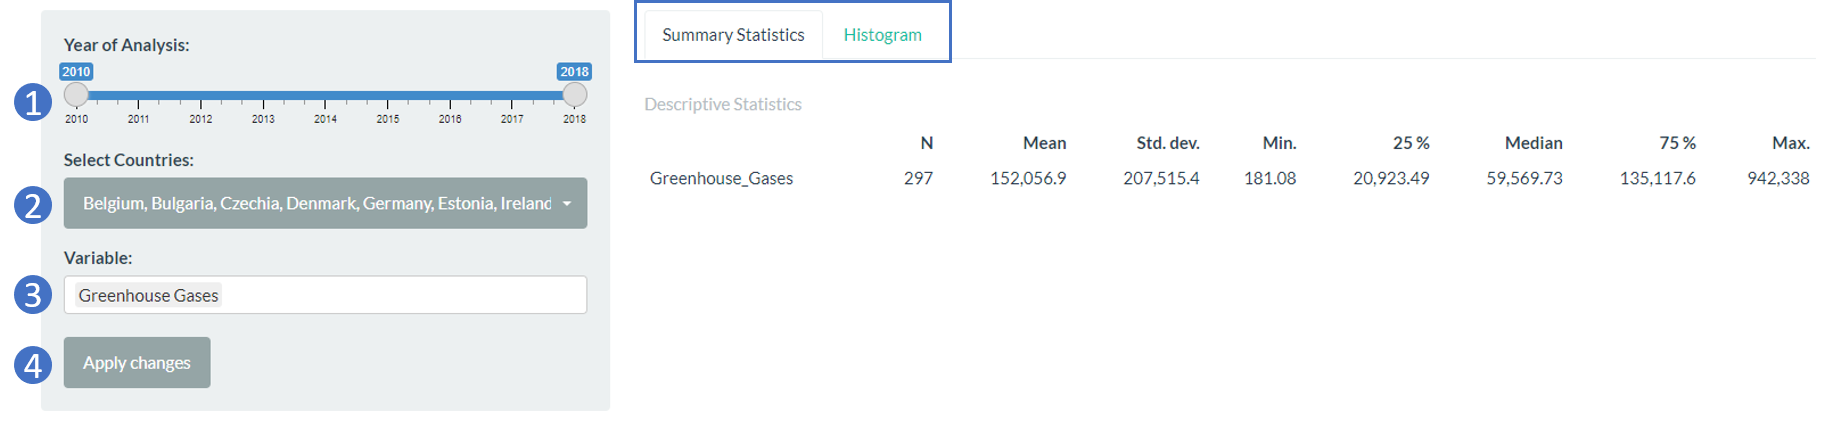 Year of Analysis:
2010 2018
1
2010 2011 2012 2013 2014 2015 2016 2017 2018
Select Countries:
2
Belgium, Bulgaria, Czechia, Denmark, Germany, Estonia, Ireland
Variable:
3
Greenhouse Gases
4
Apply changes
Summary Statistics Histogram
Descriptive Statistics
N Mean Std. dev. Min. 25 % Median 75 % Max.
Greenhouse_Gases 297 152,056.9 207,515.4 181.08 20,923.49 59,569.73 135,117.6 942,338